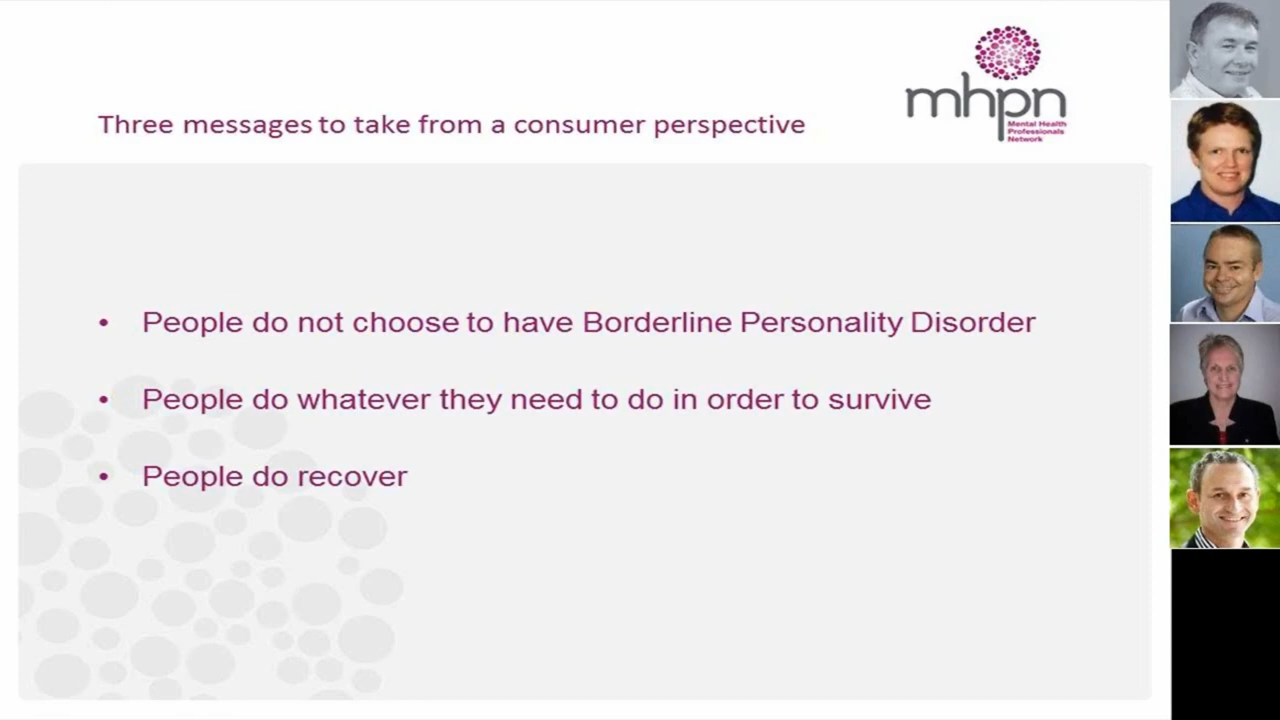 mhpn
Mental Health
Professionals
Network
Three messages to take from a consumer perspective
• People do not choose to have Borderline Personality Disorder
• People do whatever they need to do in order to survive
• People do recover